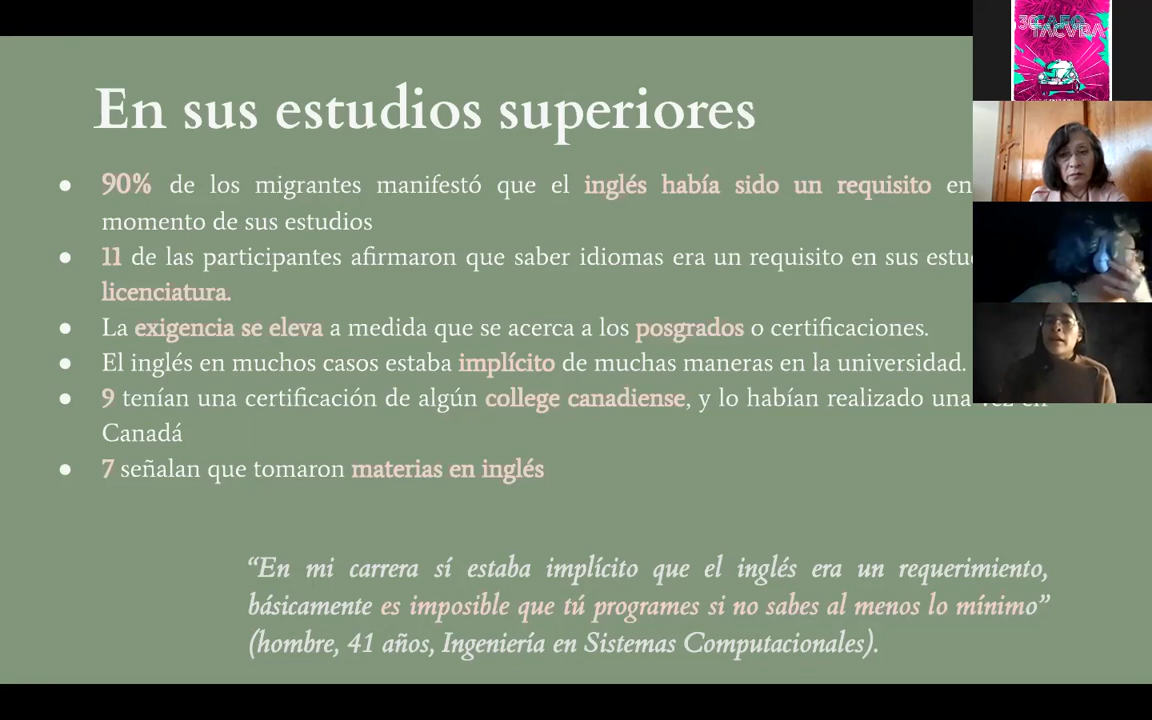 En sus estudios superiores
● 90% de los migrantes manifestó que el inglés había sido un requisito en
momento de sus estudios
● 11 de las participantes afirmaron que saber idiomas era un requisito en sus
licenciatura.
● La exigencia se eleva a medida que se acerca a los posgrados o certificaciones.
● El inglés en muchos casos estaba implícito de muchas maneras en la universidad.
● 9 tenían una certificación de algún college canadiense, y lo habían realizado una vez en
Canadá
● 7 señalan que tomaron materias en inglés
“En mi carrera sí estaba implícito que el inglés era un requerimiento,
básicamente es imposible que tú programes si no sabes al menos lo mínimo”
(hombre, 41 años, Ingeniería en Sistemas Computacionales).
30
CAFE
TACVBA